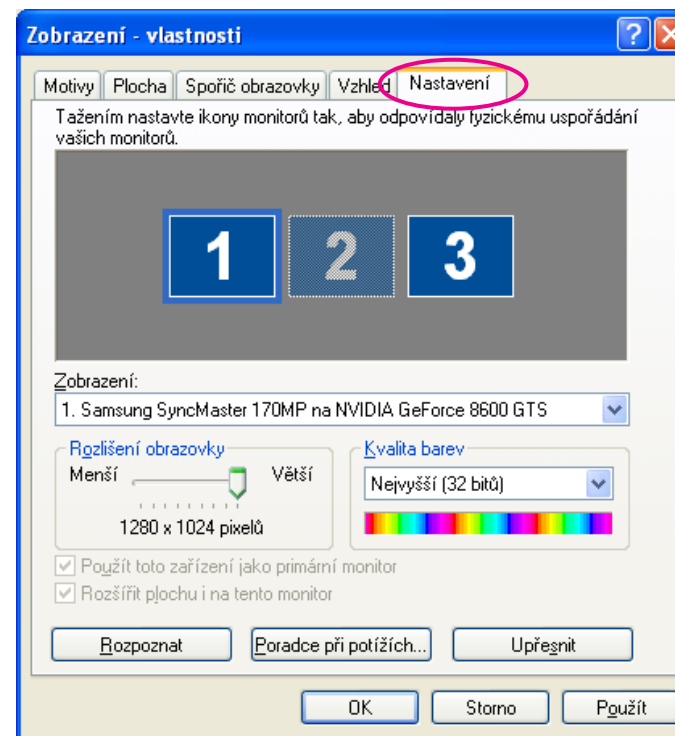 Zobrazení - vlastnosti
Motivy Plocha Spořič obrazovky Vzhled Nastavení
Tažením nastavte ikony monitorů tak, aby odpovídaly fyzickému uspořádání
vašich monitorů.
1 2 3
Zobrazení:
1. Samsung SyncMaster 170MP na NVIDIA GeForce 8600 GTS
Rozlišení obrazovky
Menší Větší
1280 x 1024 pixelů
Kvalita barev
Nejvyšší (32 bitů)
Použít toto zařízení jako primární monitor
Rozšířit plochu i na tento monitor
Rozpoznat Poradce při potížích... Upřesnit
OK Storno Použít